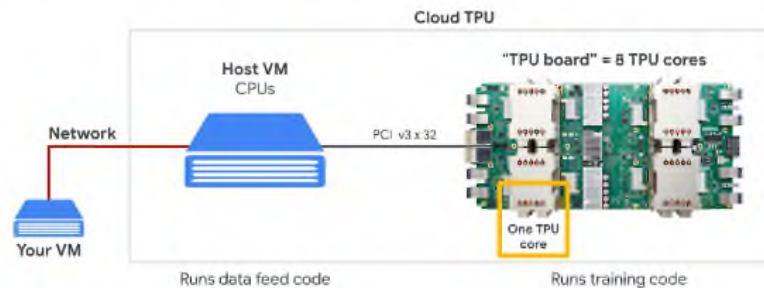 Cloud TPU
Host VM
CPUs
"TPU board" = 8 TPU cores
Network
PCI v3 x 32
Your VM
One TPU
core
Runs data feed code
Runs training code